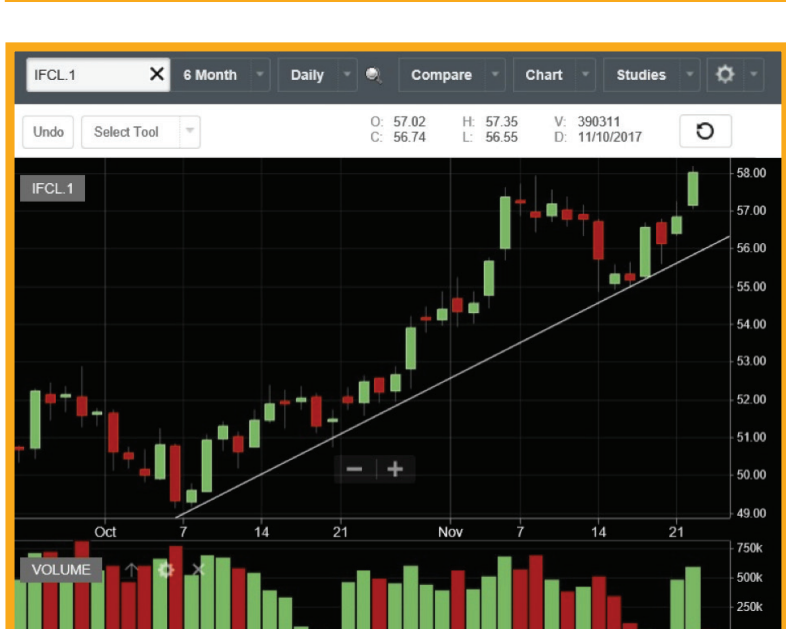 IFCL.1 6 Month Daily Compare Chart Studies
Undo Select Tool O: 57.02 H: 57.35 V: 390311
C: 56.74 L: 56.55 D: 11/10/2017
IFCL.1
58.00
57.00
56.00
55.00
54.00
53.00
52.00
51.00
50.00
49.00
Oct 7 14 21 Nov 7 14 21
VOLUME
750k
500k
250k